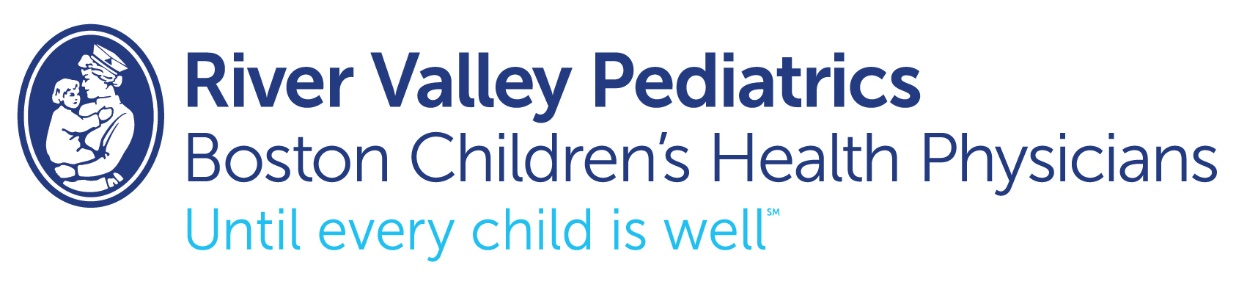 River Valley Pediatrics
Boston Children's Health Physicians
Until every child is well℠